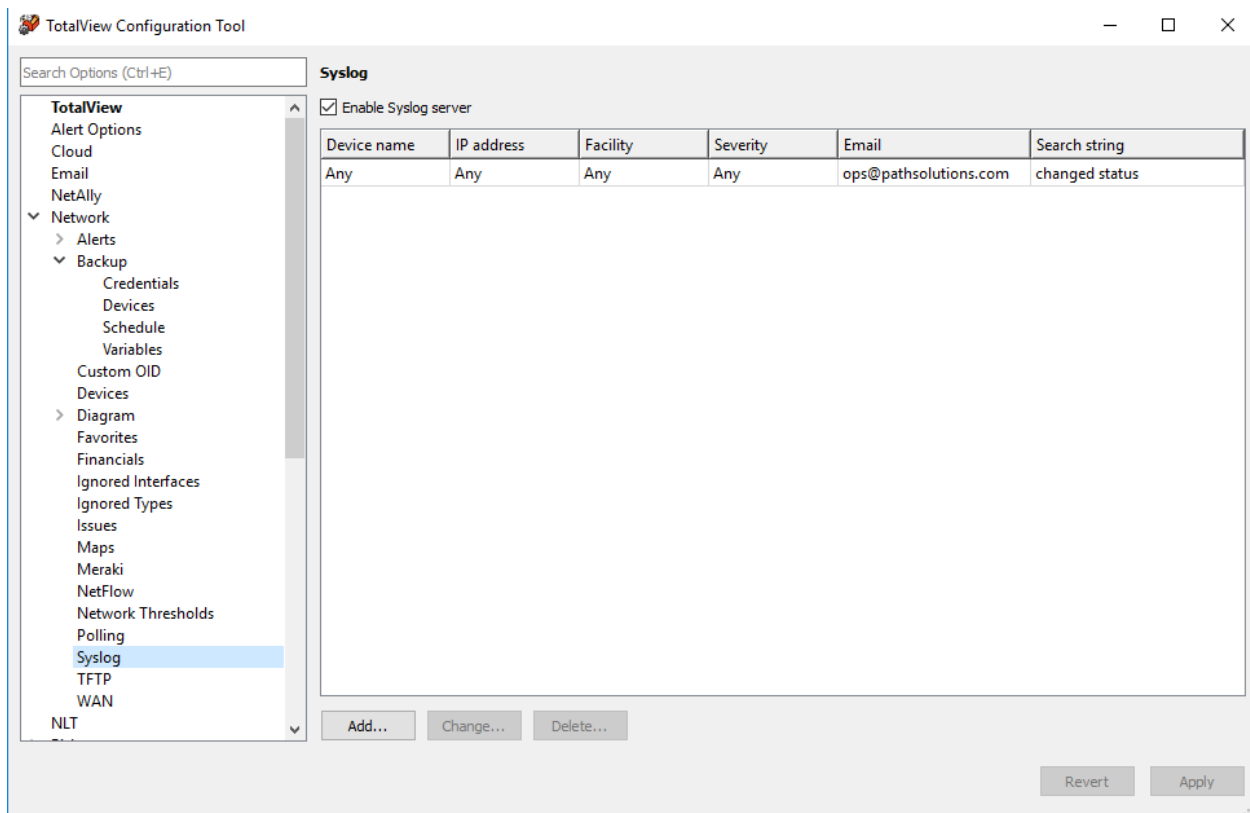 TotalView Configuration Tool
Search Options (Ctrl+E)
TotalView
Alert Options
Cloud
Email
NetAlly
Network
Alerts
Backup
Credentials
Devices
Schedule
Variables
Custom OID
Devices
Diagram
Favorites
Financials
Ignored Interfaces
Ignored Types
Issues
Maps
Meraki
NetFlow
Network Thresholds
Polling
Syslog
TFTP
WAN
NLT
Syslog
Enable Syslog server
Device name IP address Facility Severity Email Search string
Any Any Any Any ops@pathsolutions.com changed status
Add... Change... Delete...
Revert Apply